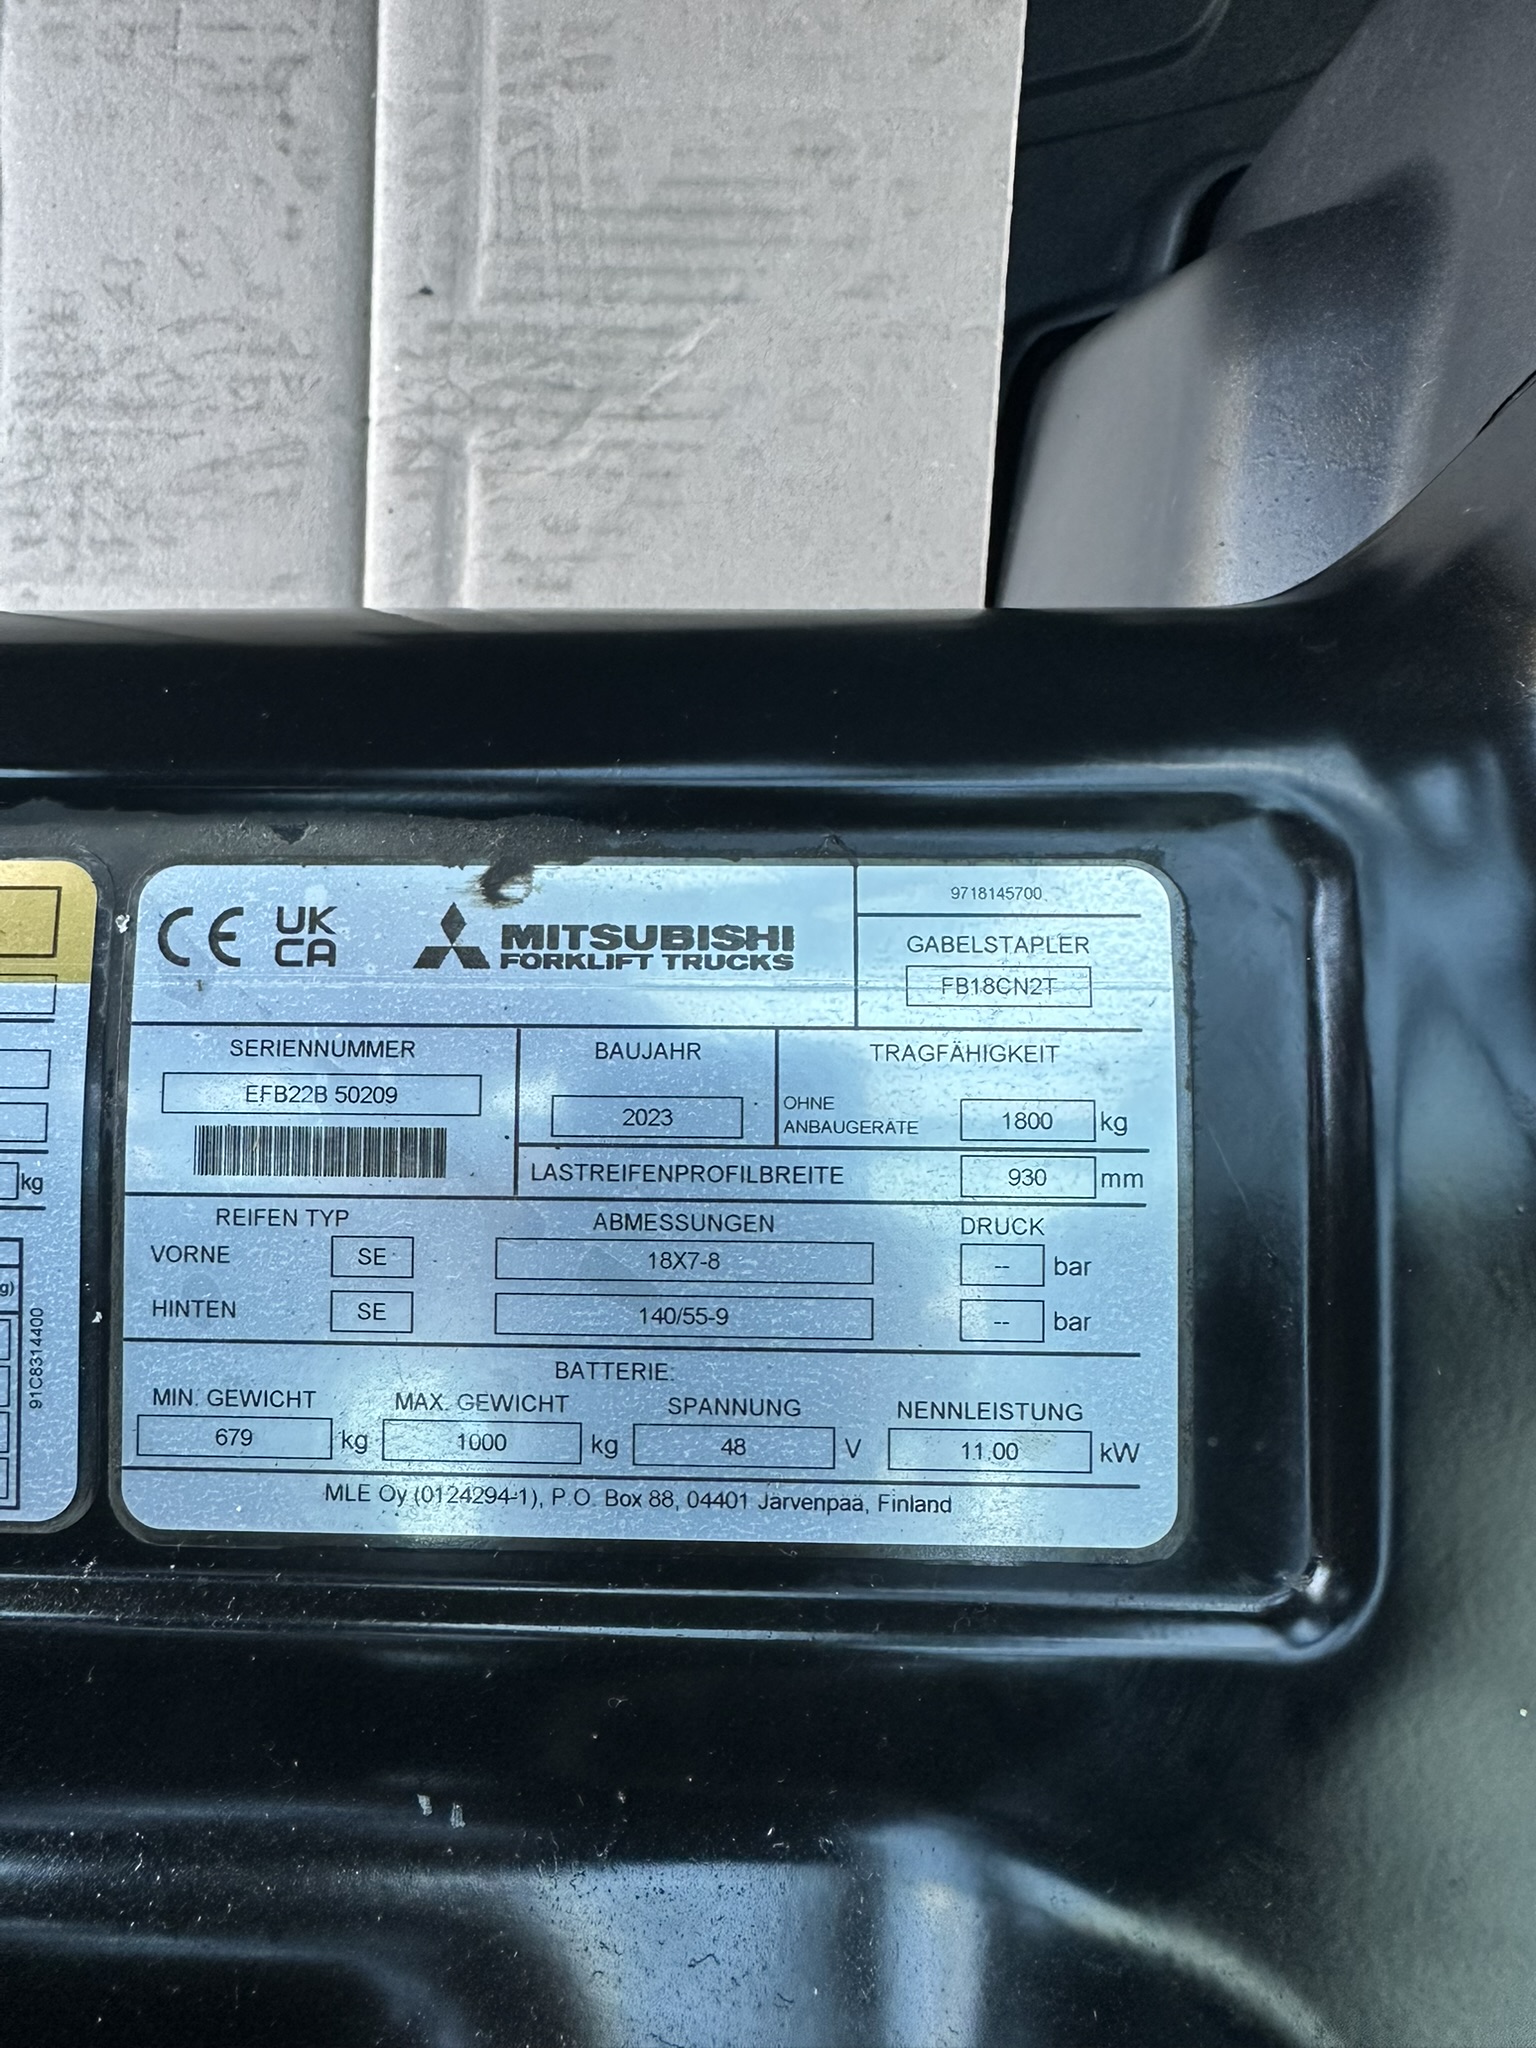 CE UK
CA
MITSUBISHI
FORKLIFT TRUCKS
9718145700
GABELSTAPLER
FB18CN2T
SERIENNUMMER
EFB22B 50209
BAUJAHR
2023
TRAGFÄHIGKEIT
OHNE
ANBAUGERÄTE 1800 kg
LASTREIFENPROFILBREITE 930 mm
REIFEN TYP ABMESSUNGEN DRUCK
VORNE SE 18X7-8 -- bar
HINTEN SE 140/55-9 -- bar
BATTERIE:
MIN. GEWICHT MAX. GEWICHT SPANNUNG NENNLEISTUNG
679 kg 1000 kg 48 V 11.00 kW
MLE Oy (0124294-1), P.O. Box 88, 04401 Järvenpää, Finland
kg
g)
91C8314400